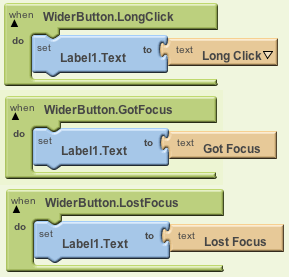 when WiderButton.LongClick
do set Label1.Text to text Long Click
when WiderButton.GotFocus
do set Label1.Text to text Got Focus
when WiderButton.LostFocus
do set Label1.Text to text Lost Focus